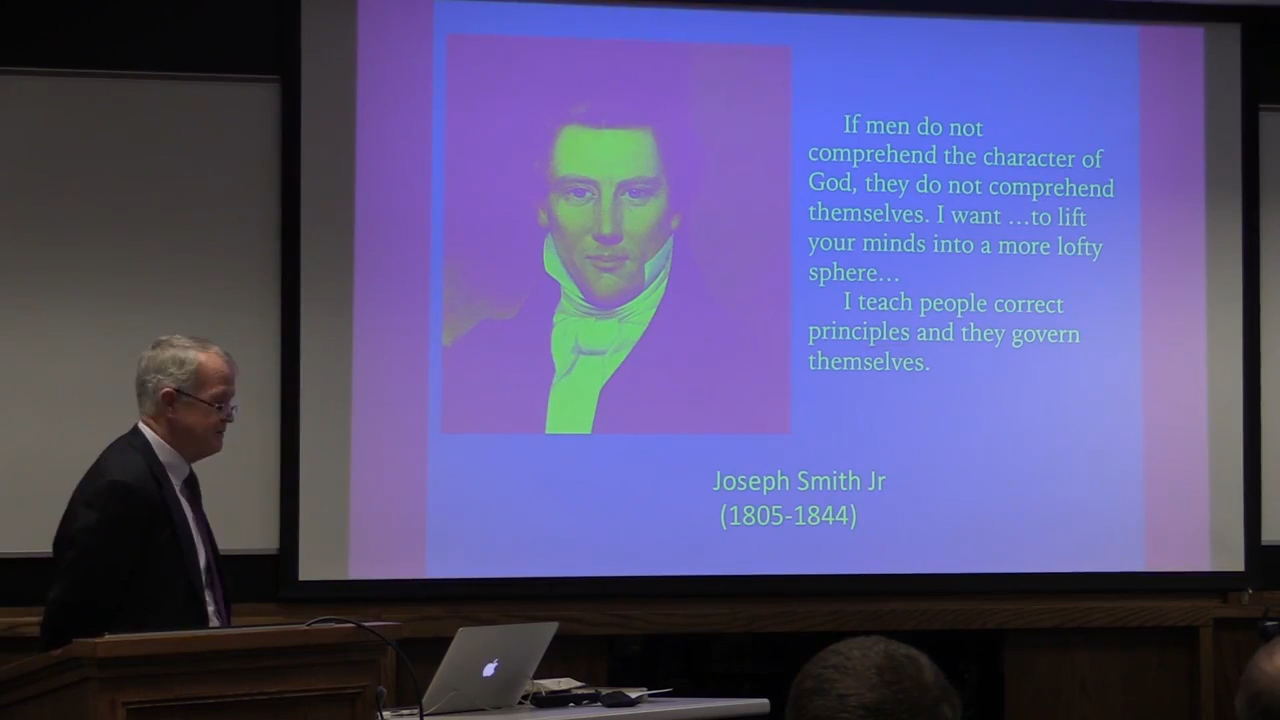 If men do not
comprehend the character of
God, they do not comprehend
themselves. I want …to lift
your minds into a more lofty
sphere…
I teach people correct
principles and they govern
themselves.
Joseph Smith Jr
(1805-1844)